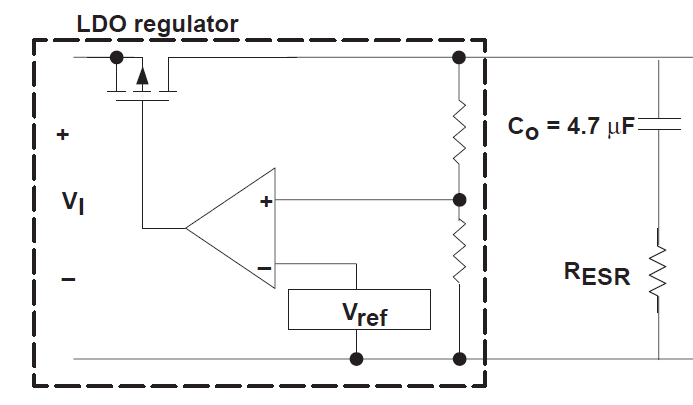 LDO regulator
+
VI
−
+
−
Vref
Co = 4.7 μF
RESR